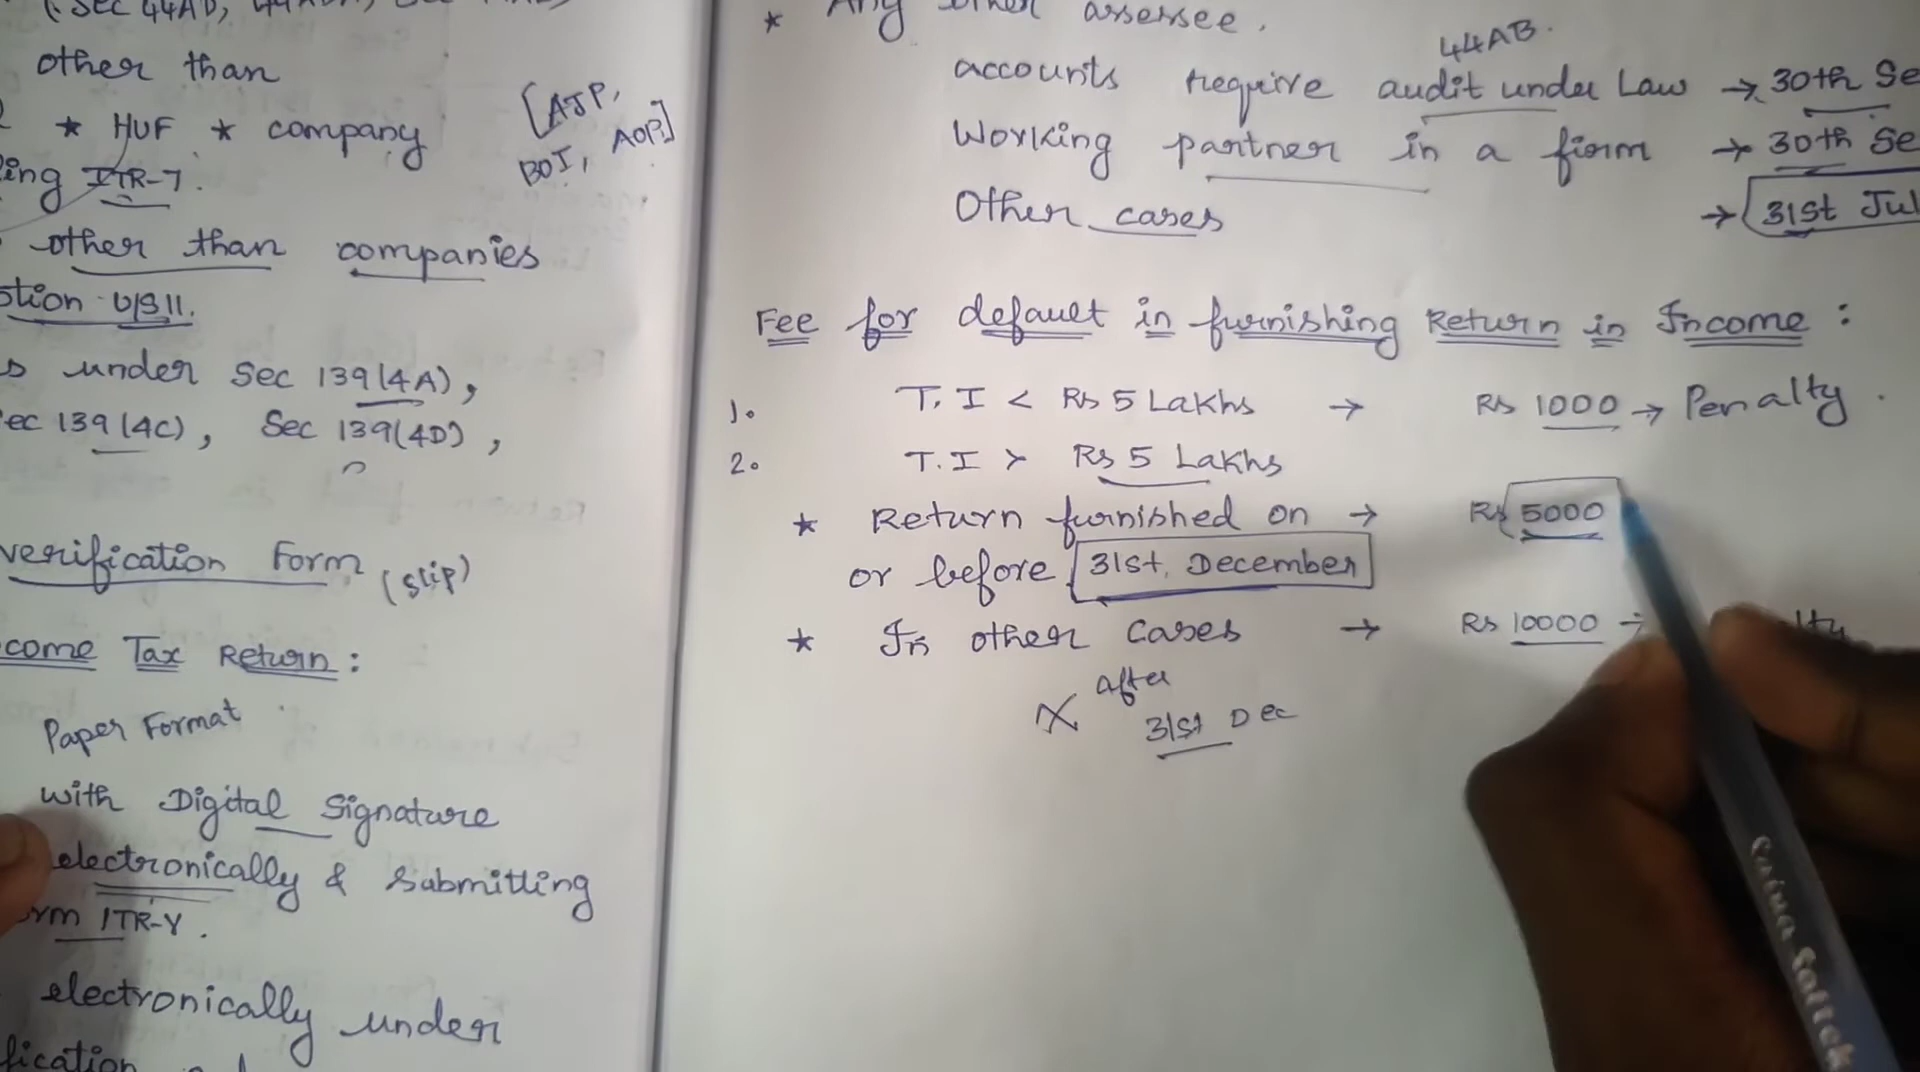 other than
* HUF * company
[AJP,
AOP]
BOI,
ing ITR-7.
other than companies
ption U/S 11.
s under Sec 139(4A),
ec 139(4C), Sec 139(4D),
verification Form (slip)
come Tax Return:
Paper Format
with Digital Signature
electronically & Submitting
rm ITR-V.
electronically under
fication
* Any other assessee.
44AB.
accounts require audit under Law → 30th Se
Working partner in a firm → 30th Se
Other cases → 31st Jul
Fee for default in furnishing Return in Income:
1. T.I < Rs 5 Lakhs → Rs 1000 → Penalty.
2. T.I > Rs 5 Lakhs
* Return furnished on → Rs 5000
or before 31st December
* In other cases → Rs 10000 → lty
X after
31st Dec